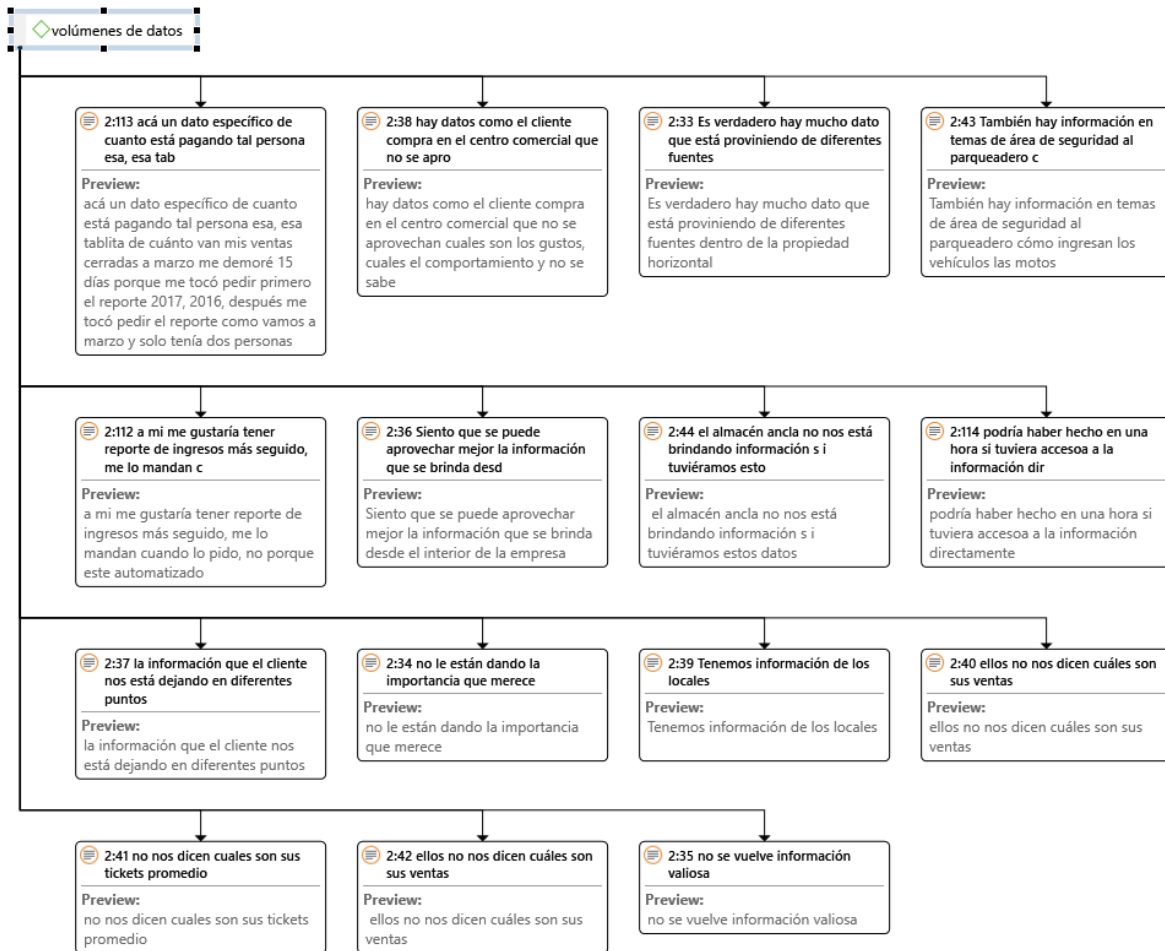 volúmenes de datos
2:113 acá un dato específico de
cuanto está pagando tal persona
esa, esa tab
Preview:
acá un dato específico de cuanto
está pagando tal persona esa, esa
tablita de cuánto van mis ventas
cerradas a marzo me demoré 15
días porque me tocó pedir primero
el reporte 2017, 2016, después me
tocó pedir el reporte como vamos a
marzo y solo tenía dos personas
2:38 hay datos como el cliente
compra en el centro comercial que
no se apro
Preview:
hay datos como el cliente compra
en el centro comercial que no se
aprovechan cuales son los gustos,
cuales el comportamiento y no se
sabe
2:33 Es verdadero hay mucho dato
que está proviniendo de diferentes
fuentes
Preview:
Es verdadero hay mucho dato que
está proviniendo de diferentes
fuentes dentro de la propiedad
horizontal
2:43 También hay información en
temas de área de seguridad al
parqueadero c
Preview:
También hay información en temas
de área de seguridad al
parqueadero cómo ingresan los
vehículos las motos
2:112 a mi me gustaría tener
reporte de ingresos más seguido,
me lo mandan c
Preview:
a mi me gustaría tener reporte de
ingresos más seguido, me lo
mandan cuando lo pido, no porque
este automatizado
2:36 Siento que se puede
aprovechar mejor la información
que se brinda desd
Preview:
Siento que se puede aprovechar
mejor la información que se brinda
desde el interior de la empresa
2:44 el almacén ancla no nos está
brindando información s i
tuviéramos esto
Preview:
el almacén ancla no nos está
brindando información s i
tuviéramos estos datos
2:114 podría haber hecho en una
hora si tuviera accesoa a la
información dir
Preview:
podría haber hecho en una hora si
tuviera accesoa a la información
directamente
2:37 la información que el cliente
nos está dejando en diferentes
puntos
Preview:
la información que el cliente nos
está dejando en diferentes puntos
2:34 no le están dando la
importancia que merece
Preview:
no le están dando la importancia
que merece
2:39 Tenemos información de los
locales
Preview:
Tenemos información de los locales
2:40 ellos no nos dicen cuáles son
sus ventas
Preview:
ellos no nos dicen cuáles son sus
ventas
2:41 no nos dicen cuales son sus
tickets promedio
Preview:
no nos dicen cuales son sus tickets
promedio
2:42 ellos no nos dicen cuáles son
sus ventas
Preview:
ellos no nos dicen cuáles son sus
ventas
2:35 no se vuelve información
valiosa
Preview:
no se vuelve información valiosa